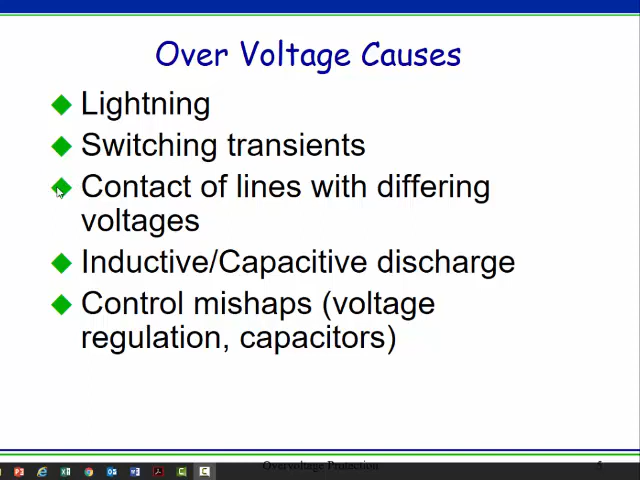 Over Voltage Causes
Lightning
Switching transients
Contact of lines with differing
voltages
Inductive/Capacitive discharge
Control mishaps (voltage
regulation, capacitors)
Overvoltage Protection
5